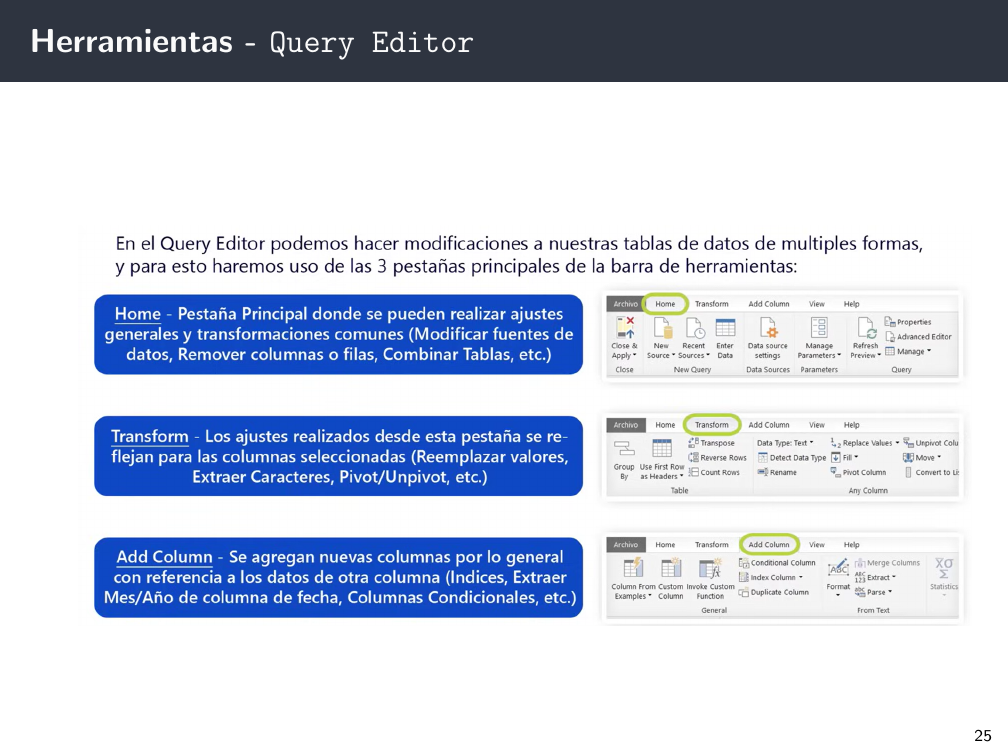 Herramientas - Query Editor
En el Query Editor podemos hacer modificaciones a nuestras tablas de datos de multiples formas,
y para esto haremos uso de las 3 pestañas principales de la barra de herramientas:
Home - Pestaña Principal donde se pueden realizar ajustes
generales y transformaciones comunes (Modificar fuentes de
datos, Remover columnas o filas, Combinar Tablas, etc.)
Archivo Home Transform Add Column View Help
Close &
Apply
New
Source
Recent
Sources
Enter
Data
Data source
settings
Manage
Parameters
Refresh
Preview
Properties
Advanced Editor
Manage
Close New Query Data Sources Parameters Query
Transform - Los ajustes realizados desde esta pestaña se re-
flejan para las columnas seleccionadas (Reemplazar valores,
Extraer Caracteres, Pivot/Unpivot, etc.)
Archivo Home Transform Add Column View Help
Group
By
Use First Row
as Headers
Transpose
Reverse Rows
Count Rows
Data Type: Text
Detect Data Type
Rename
Replace Values
Fill
Pivot Column
Unpivot Colu
Move
Convert to Li
Table Any Column
Add Column - Se agregan nuevas columnas por lo general
con referencia a los datos de otra columna (Indices, Extraer
Mes/Año de columna de fecha, Columnas Condicionales, etc.)
Archivo Home Transform Add Column View Help
Column From
Examples
Custom
Column
Invoke Custom
Function
Conditional Column
Index Column
Duplicate Column
ABC
Format
Merge Columns
ABC
123
Extract
abc
Parse
XO
Σ
Statistics
General From Text
25